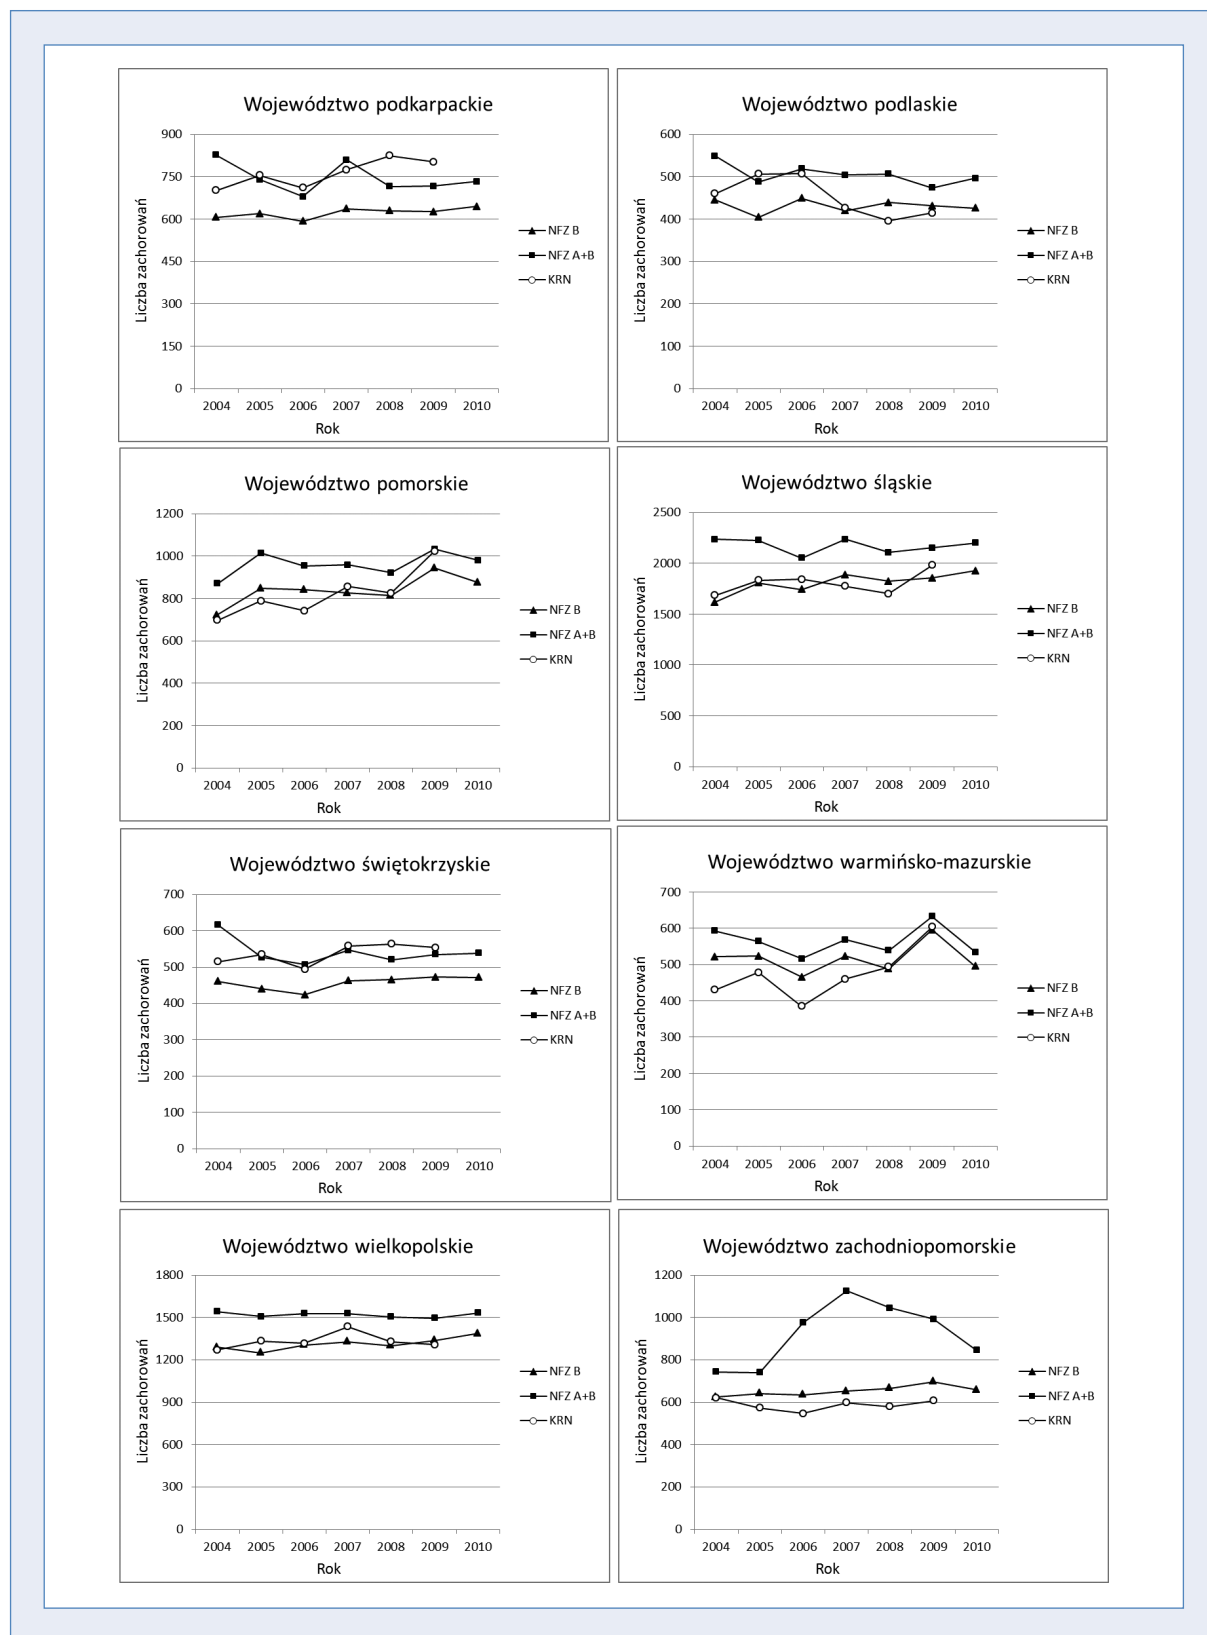 Województwo podkarpackie
900
750
600
450
300
150
0
Liczba zachorowań
2004 2005 2006 2007 2008 2009 2010
Rok
NFZ B
NFZ A+B
KRN
Województwo podlaskie
600
500
400
300
200
100
0
Liczba zachorowań
2004 2005 2006 2007 2008 2009 2010
Rok
NFZ B
NFZ A+B
KRN
Województwo pomorskie
1200
1000
800
600
400
200
0
Liczba zachorowań
2004 2005 2006 2007 2008 2009 2010
Rok
NFZ B
NFZ A+B
KRN
Województwo śląskie
2500
2000
1500
1000
500
0
Liczba zachorowań
2004 2005 2006 2007 2008 2009 2010
Rok
NFZ B
NFZ A+B
KRN
Województwo świętokrzyskie
700
600
500
400
300
200
100
0
Liczba zachorowań
2004 2005 2006 2007 2008 2009 2010
Rok
NFZ B
NFZ A+B
KRN
Województwo warmińsko-mazurskie
700
600
500
400
300
200
100
0
Liczba zachorowań
2004 2005 2006 2007 2008 2009 2010
Rok
NFZ B
NFZ A+B
KRN
Województwo wielkopolskie
1800
1500
1200
900
600
300
0
Liczba zachorowań
2004 2005 2006 2007 2008 2009 2010
Rok
NFZ B
NFZ A+B
KRN
Województwo zachodniopomorskie
1200
1000
800
600
400
200
0
Liczba zachorowań
2004 2005 2006 2007 2008 2009 2010
Rok
NFZ B
NFZ A+B
KRN